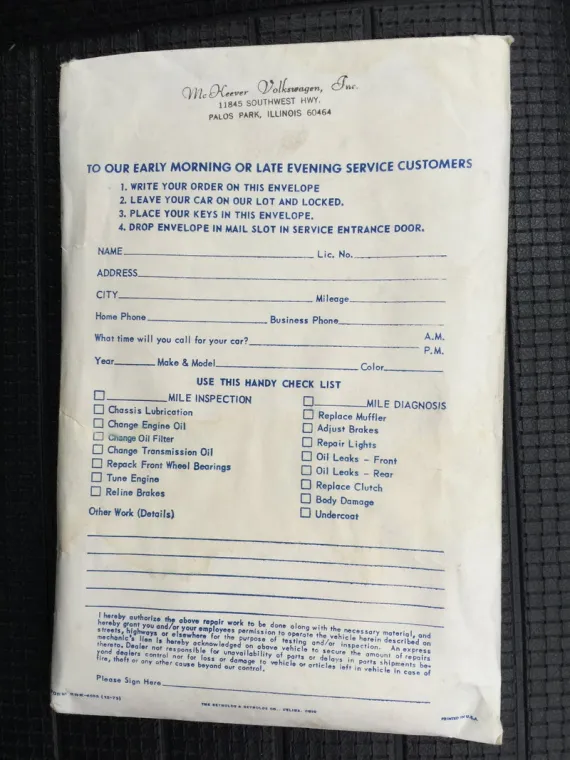 McKeever Volkswagen, Inc.
11845 SOUTHWEST HWY.
PALOS PARK, ILLINOIS 60464
TO OUR EARLY MORNING OR LATE EVENING SERVICE CUSTOMERS
1. WRITE YOUR ORDER ON THIS ENVELOPE
2. LEAVE YOUR CAR ON OUR LOT AND LOCKED.
3. PLACE YOUR KEYS IN THIS ENVELOPE.
4. DROP ENVELOPE IN MAIL SLOT IN SERVICE ENTRANCE DOOR.
NAME Lic. No.
ADDRESS
CITY Mileage
Home Phone Business Phone
What time will you call for your car? A.M.
P.M.
Year Make & Model Color
USE THIS HANDY CHECK LIST
MILE INSPECTION
Chassis Lubrication
Change Engine Oil
Change Oil Filter
Change Transmission Oil
Repack Front Wheel Bearings
Tune Engine
Reline Brakes
MILE DIAGNOSIS
Replace Muffler
Adjust Brakes
Repair Lights
Oil Leaks - Front
Oil Leaks - Rear
Replace Clutch
Body Damage
Undercoat
Other Work (Details)
I hereby authorize the above repair work to be done along with the necessary material, and
hereby grant you and/or your employees permission to operate the vehicle herein described on
streets, highways or elsewhere for the purpose of testing and/or inspection. An express
mechanic's lien is hereby acknowledged on above vehicle to secure the amount of repairs
thereto. Dealer not responsible for unavailability of parts or delays in parts shipments be-
yond dealers control nor for loss or damage to vehicle or articles left in vehicle in case of
fire, theft or any other cause beyond our control.
Please Sign Here
THE REYNOLDS & REYNOLDS CO., CELINA, OHIO
PRINTED IN U.S.A.